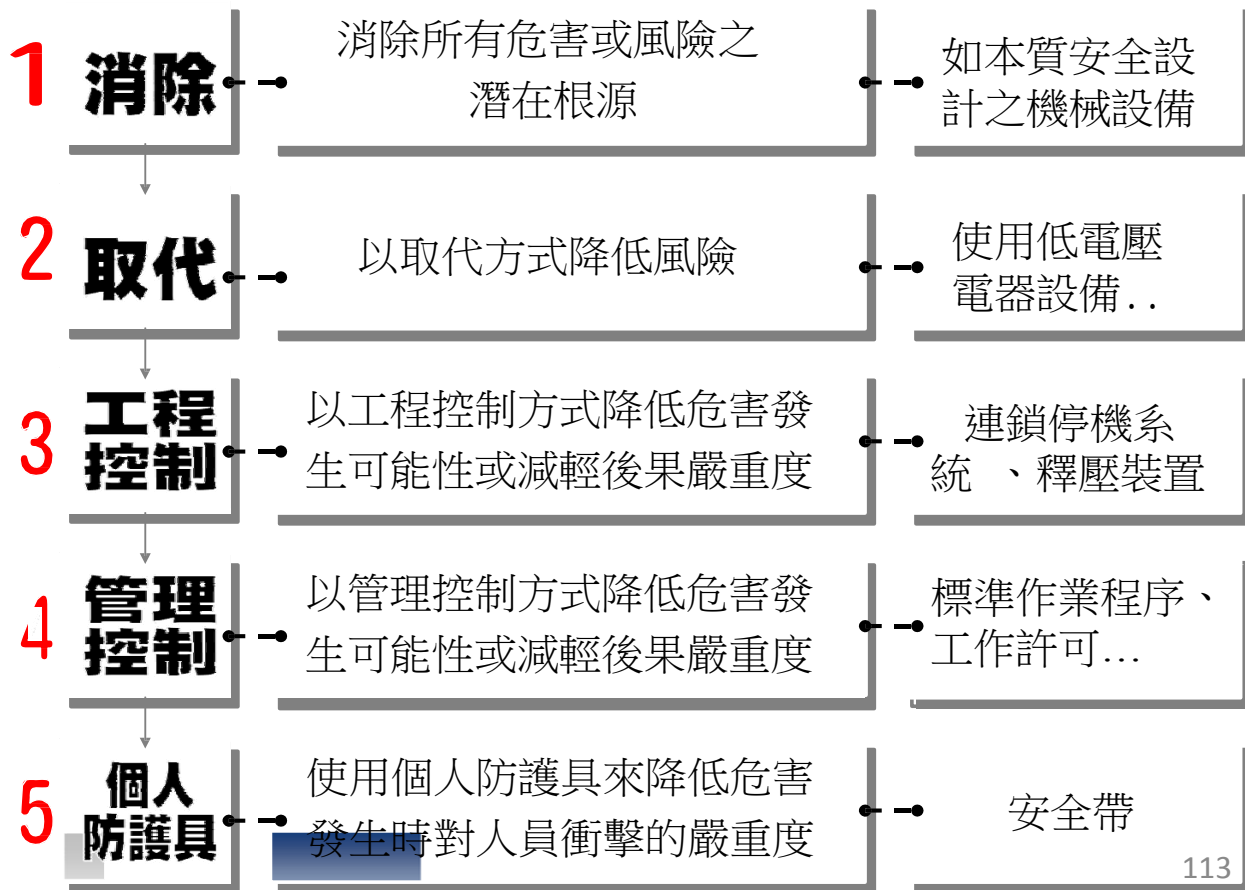 1
消除
消除所有危害或風險之
潛在根源
如本質安全設
計之機械設備
2
取代
以取代方式降低風險
使用低電壓
電器設備..
3
工程
控制
以工程控制方式降低危害發
生可能性或減輕後果嚴重度
連鎖停機系
統 、釋壓裝置
4
管理
控制
以管理控制方式降低危害發
生可能性或減輕後果嚴重度
標準作業程序、
工作許可...
5
個人
防護具
使用個人防護具來降低危害
發生時對人員衝擊的嚴重度
安全帶
113